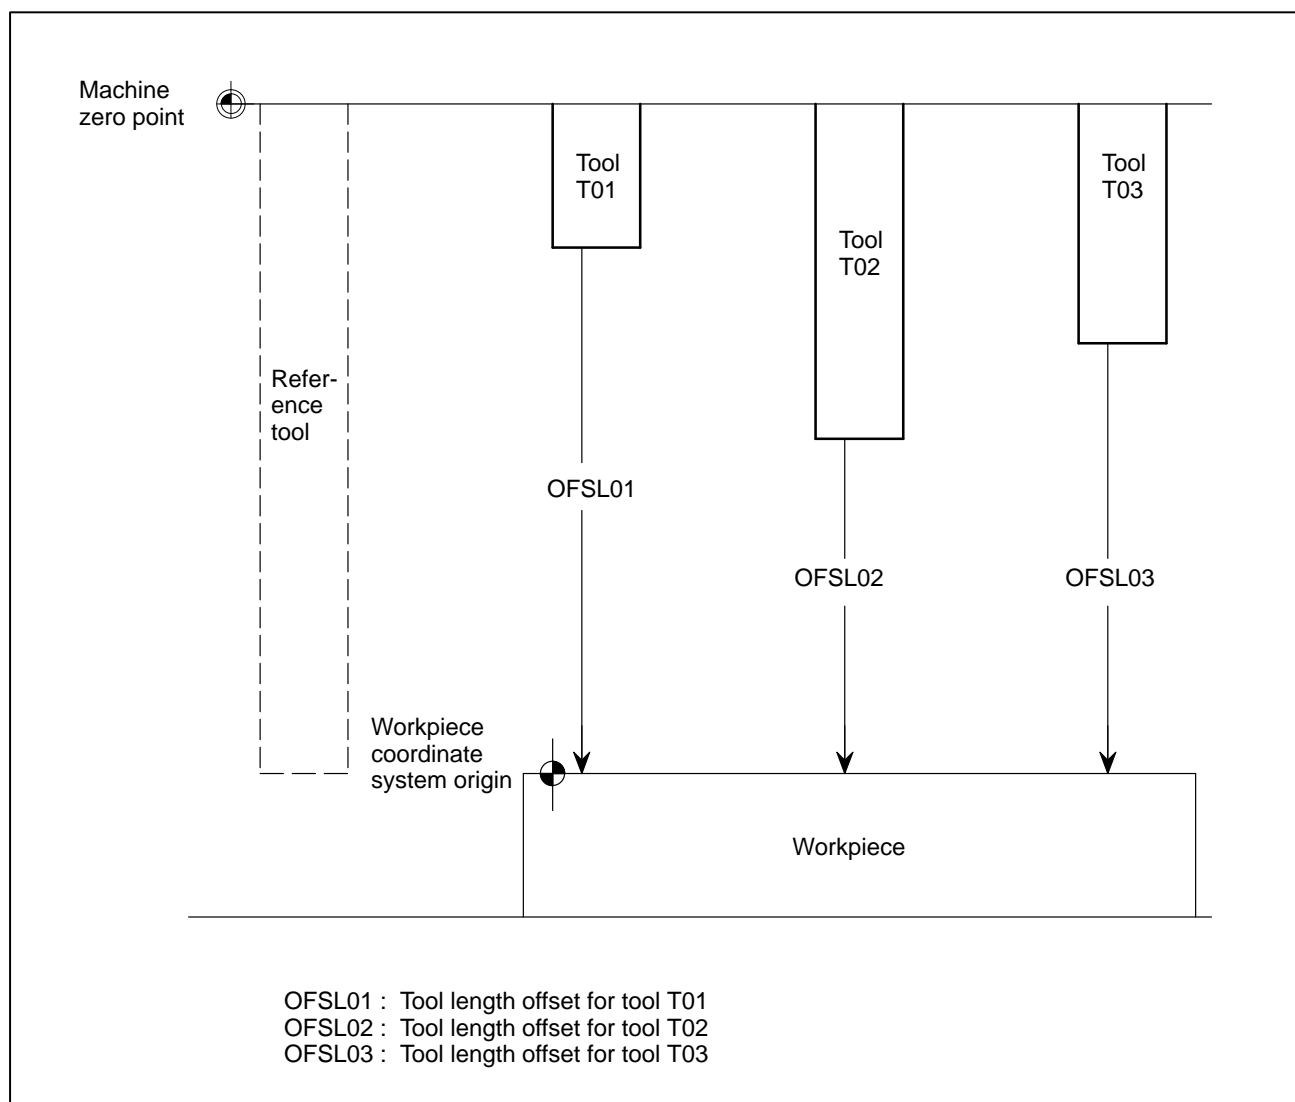 Machine
zero point
Tool
T01
Tool
T02
Tool
T03
Refer-
ence
tool
OFSL01
OFSL02
OFSL03
Workpiece
coordinate
system origin
Workpiece
OFSL01 : Tool length offset for tool T01
OFSL02 : Tool length offset for tool T02
OFSL03 : Tool length offset for tool T03